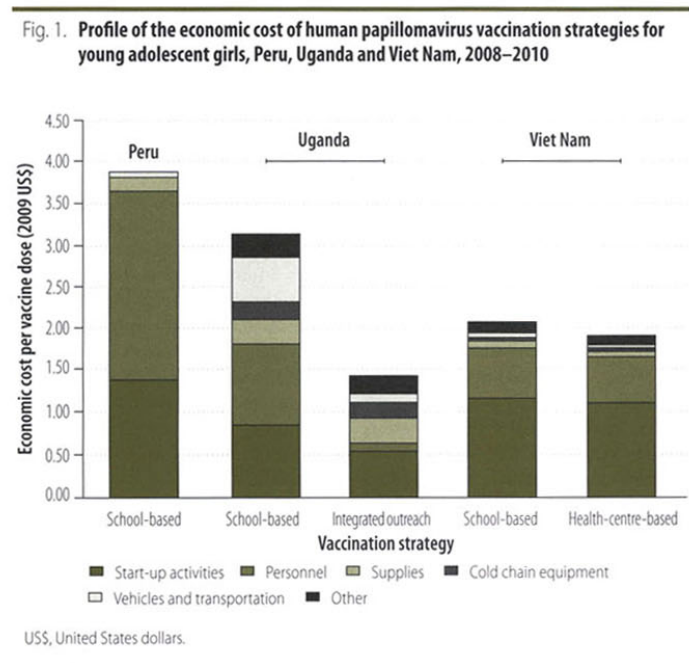 Fig. 1. Profile of the economic cost of human papillomavirus vaccination strategies for
young adolescent girls, Peru, Uganda and Viet Nam, 2008–2010
Economic cost per vaccine dose (2009 US$)
4.50
4.00
3.50
3.00
2.50
2.00
1.50
1.00
0.50
0.00
Peru
Uganda
Viet Nam
School-based School-based Integrated outreach School-based Health-centre-based
Vaccination strategy
Start-up activities Personnel Supplies Cold chain equipment
Vehicles and transportation Other
US$, United States dollars.